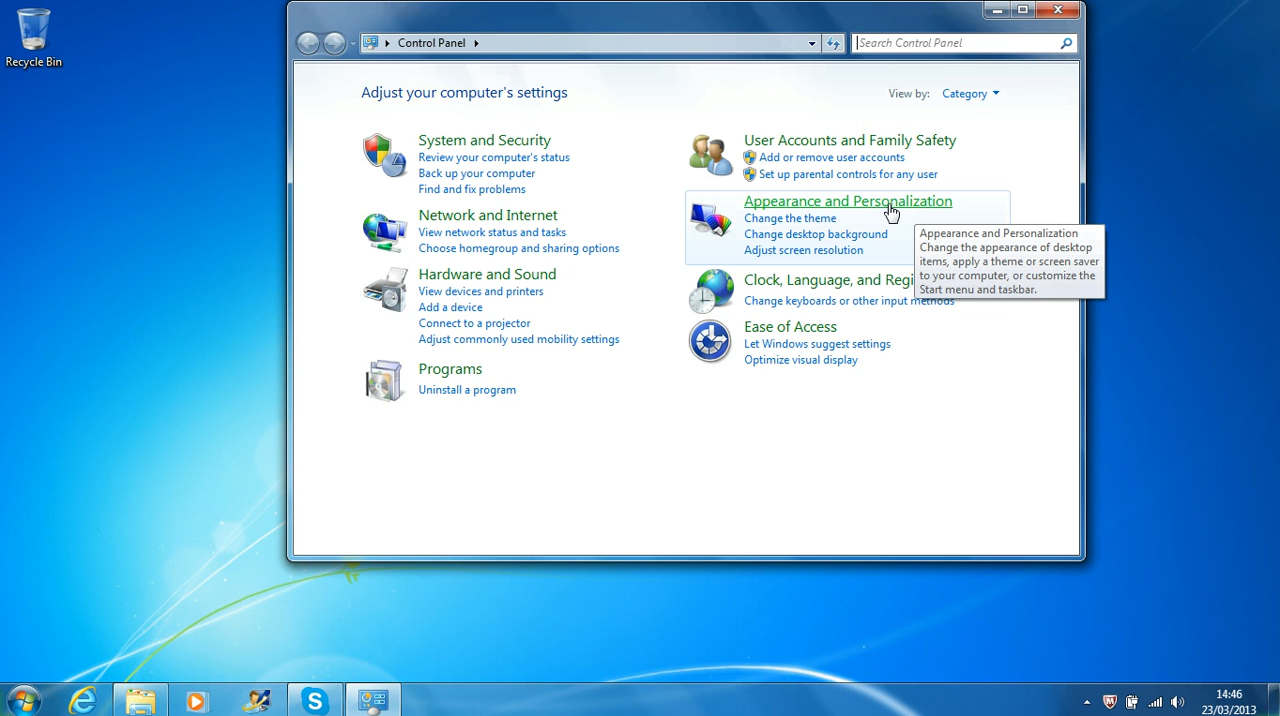 Recycle Bin
Control Panel
Search Control Panel
Adjust your computer's settings
View by: Category
System and Security
Review your computer's status
Back up your computer
Find and fix problems
Network and Internet
View network status and tasks
Choose homegroup and sharing options
Hardware and Sound
View devices and printers
Add a device
Connect to a projector
Adjust commonly used mobility settings
Programs
Uninstall a program
User Accounts and Family Safety
Add or remove user accounts
Set up parental controls for any user
Appearance and Personalization
Change the theme
Change desktop background
Adjust screen resolution
Appearance and Personalization
Change the appearance of desktop
items, apply a theme or screen saver
to your computer, or customize the
Start menu and taskbar.
Clock, Language, and Regi
Change keyboards or other input methods
Ease of Access
Let Windows suggest settings
Optimize visual display
14:46
23/03/2013